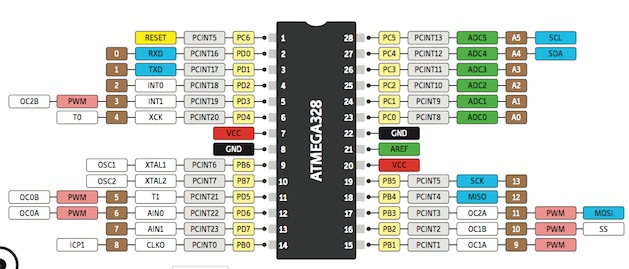 RESET PCINT5 PC6 1 28 PC5 PCINT13 ADC5 A5 SCL
0 RXD PCINT16 PD0 2 27 PC4 PCINT12 ADC4 A4 SDA
1 TXD PCINT17 PD1 3 26 PC3 PCINT11 ADC3 A3
2 INT0 PCINT18 PD2 4 25 PC2 PCINT10 ADC2 A2
OC2B PWM 3 INT1 PCINT19 PD3 5 24 PC1 PCINT9 ADC1 A1
T0 4 XCK PCINT20 PD4 6 23 PC0 PCINT8 ADC0 A0
VCC 7 22 GND
GND 8 21 AREF
OSC1 XTAL1 PCINT6 PB6 9 20 VCC
OSC2 XTAL2 PCINT7 PB7 10 19 PB5 PCINT5 SCK 13
OC0B PWM 5 T1 PCINT21 PD5 11 18 PB4 PCINT4 MISO 12
OC0A PWM 6 AIN0 PCINT22 PD6 12 17 PB3 PCINT3 OC2A 11 PWM MOSI
7 AIN1 PCINT23 PD7 13 16 PB2 PCINT2 OC1B 10 PWM SS
ICP1 8 CLKO PCINT0 PB0 14 15 PB1 PCINT1 OC1A 9 PWM
ATMEGA328